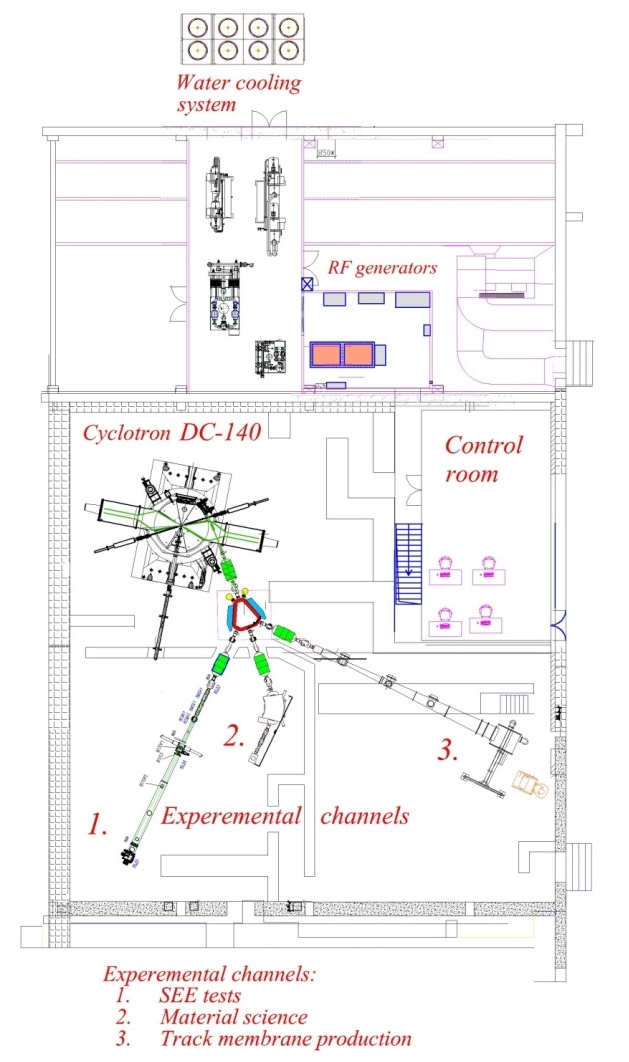 Water cooling
system
RF generators
Cyclotron DC-140
Control
room
1.
2.
3.
Experemental channels
Experemental channels:
1. SEE tests
2. Material science
3. Track membrane production